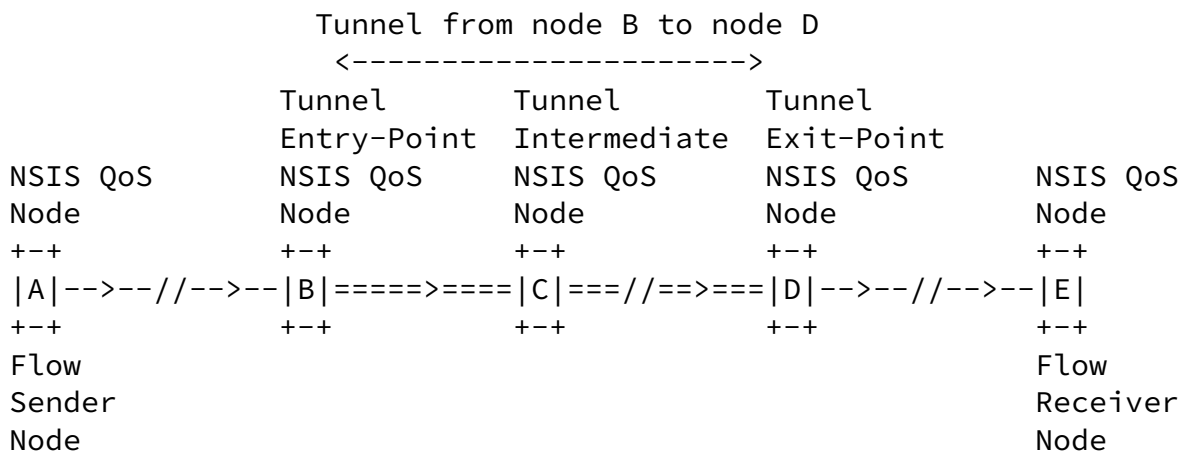 Tunnel from node B to node D
                  <---------------------->
               Tunnel       Tunnel        Tunnel
               Entry-Point  Intermediate  Exit-Point
NSIS QoS       NSIS QoS     NSIS QoS      NSIS QoS       NSIS QoS
Node           Node         Node          Node           Node
+-+            +-+          +-+           +-+            +-+
|A|-->--//-->--|B|=====>====|C|===//==>===|D|-->--//-->--|E|
+-+            +-+          +-+           +-+            +-+
Flow                                                     Flow
Sender                                                   Receiver
Node                                                     Node